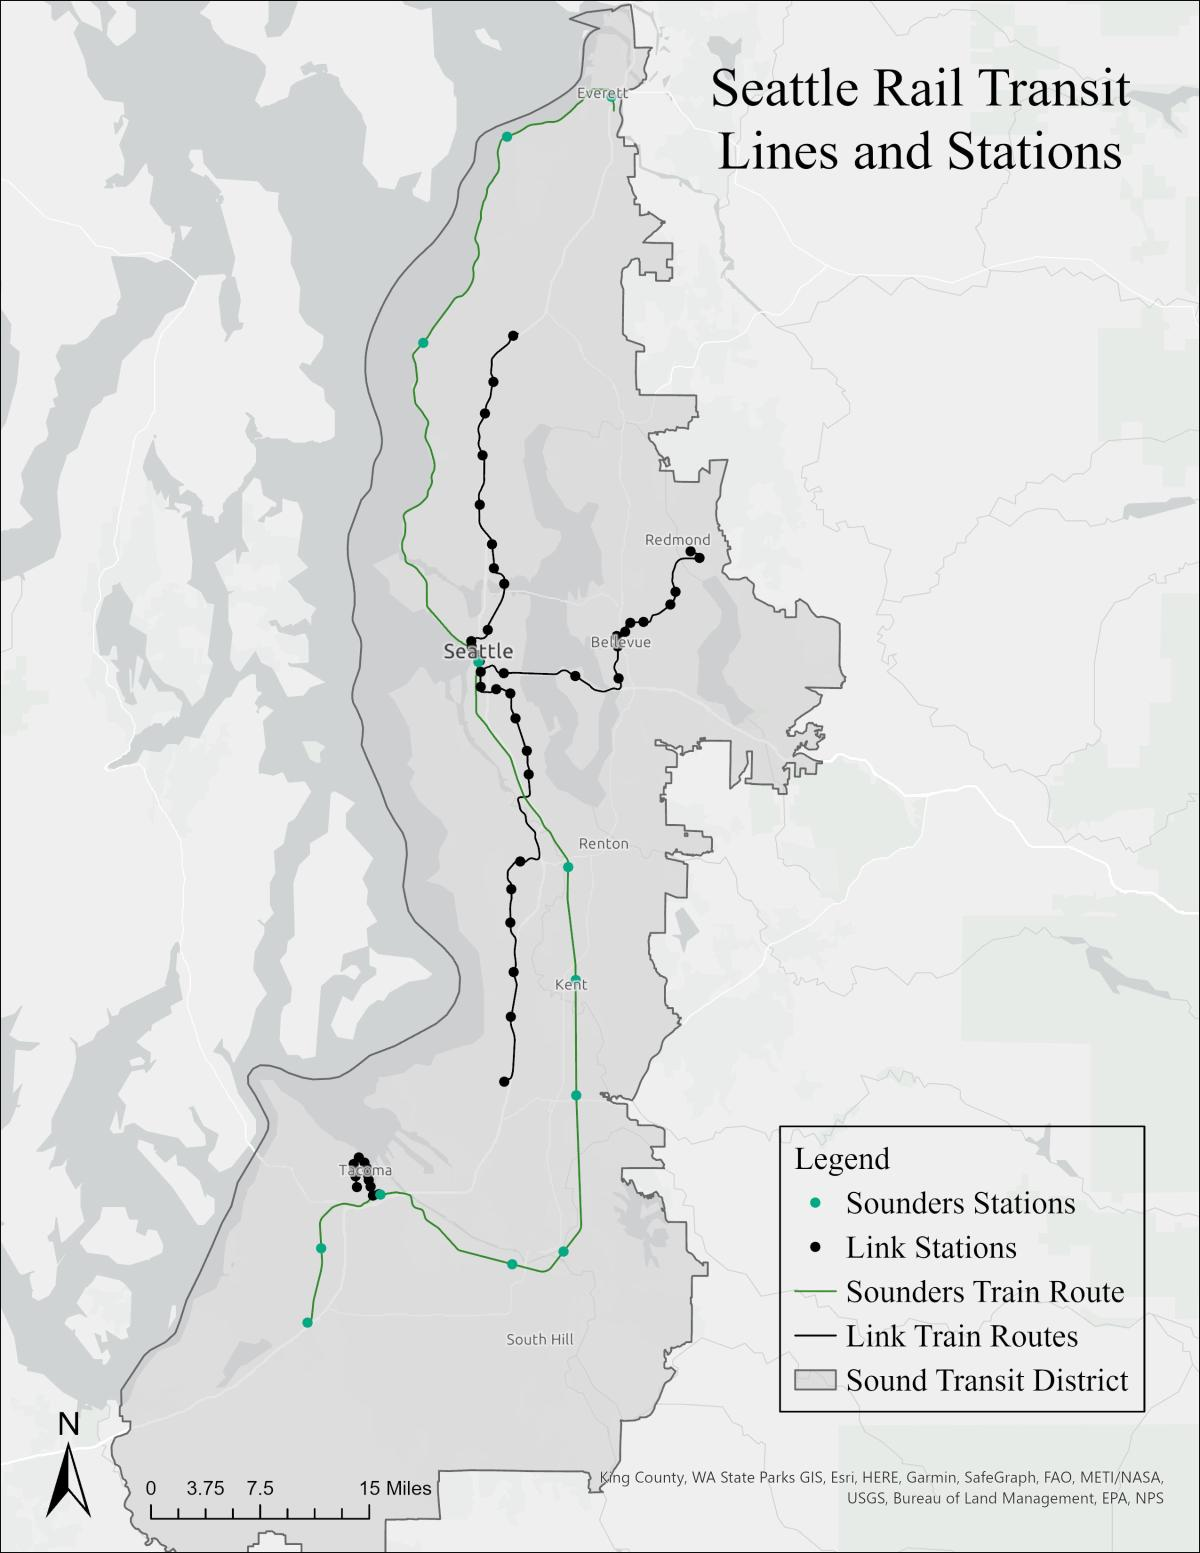 Seattle Rail Transit
Lines and Stations
Everett
Redmond
Bellevue
Seattle
Renton
Kent
Tacoma
South Hill
Legend
Sounders Stations
Link Stations
Sounders Train Route
Link Train Routes
Sound Transit District
N
0 3.75 7.5 15 Miles
King County, WA State Parks GIS, Esri, HERE, Garmin, SafeGraph, FAO, METI/NASA,
USGS, Bureau of Land Management, EPA, NPS